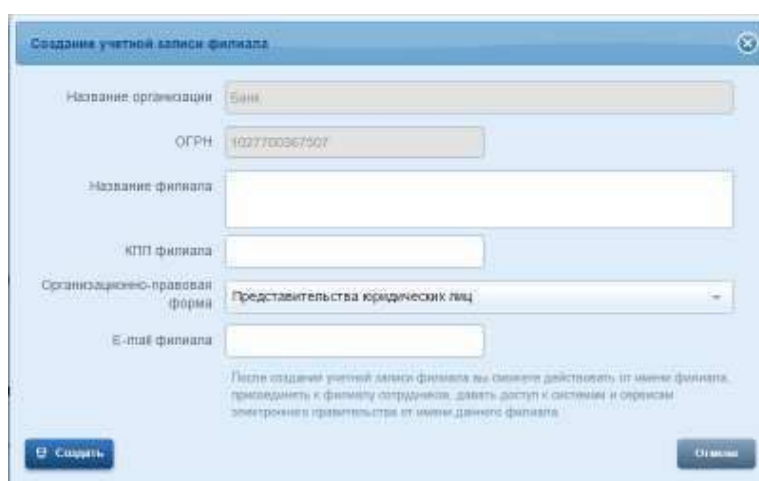 Создание учетной записи филиала
Название организации Банк
ОГРН 1027700367507
Название филиала
КПП филиала
Организационно-правовая
форма
Представительства юридических лиц
E-mail филиала
После создания учетной записи филиала вы сможете действовать от имени филиала,
присоединять к филиалу сотрудников, давать доступ к системам и сервисам
электронного правительства от имени данного филиала
Создать Отмена